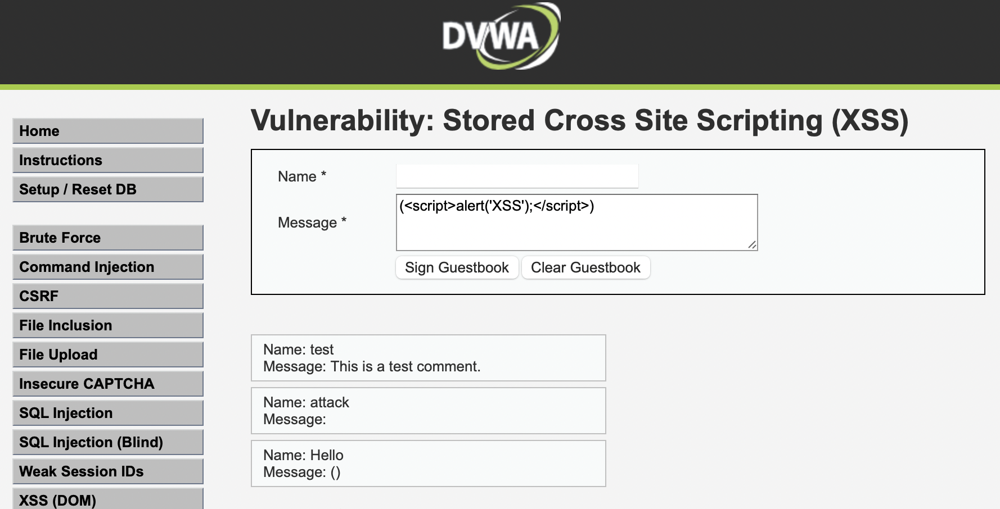 DVWA
Home
Instructions
Setup / Reset DB
Brute Force
Command Injection
CSRF
File Inclusion
File Upload
Insecure CAPTCHA
SQL Injection
SQL Injection (Blind)
Weak Session IDs
XSS (DOM)
Vulnerability: Stored Cross Site Scripting (XSS)
Name *
Message *
(<script>alert('XSS');</script>)
Sign Guestbook
Clear Guestbook
Name: test
Message: This is a test comment.
Name: attack
Message:
Name: Hello
Message: ()